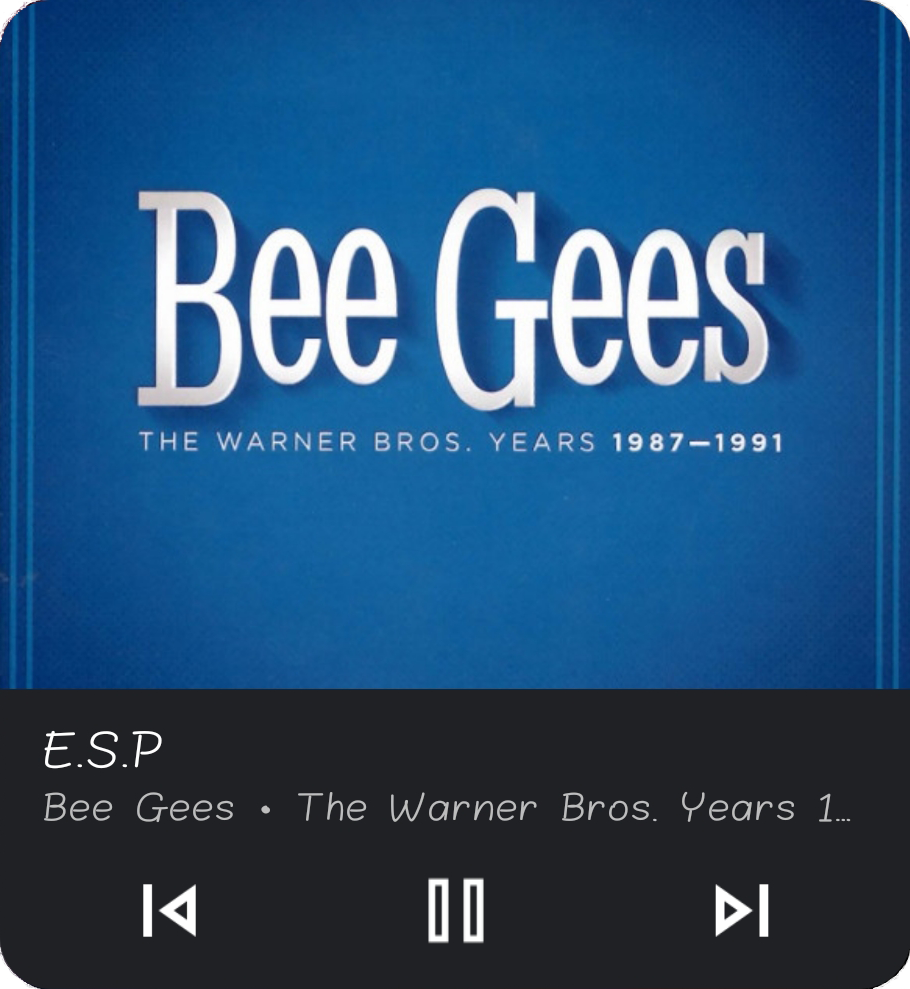 Bee Gees
THE WARNER BROS. YEARS 1987—1991
E.S.P
Bee Gees • The Warner Bros. Years 1...